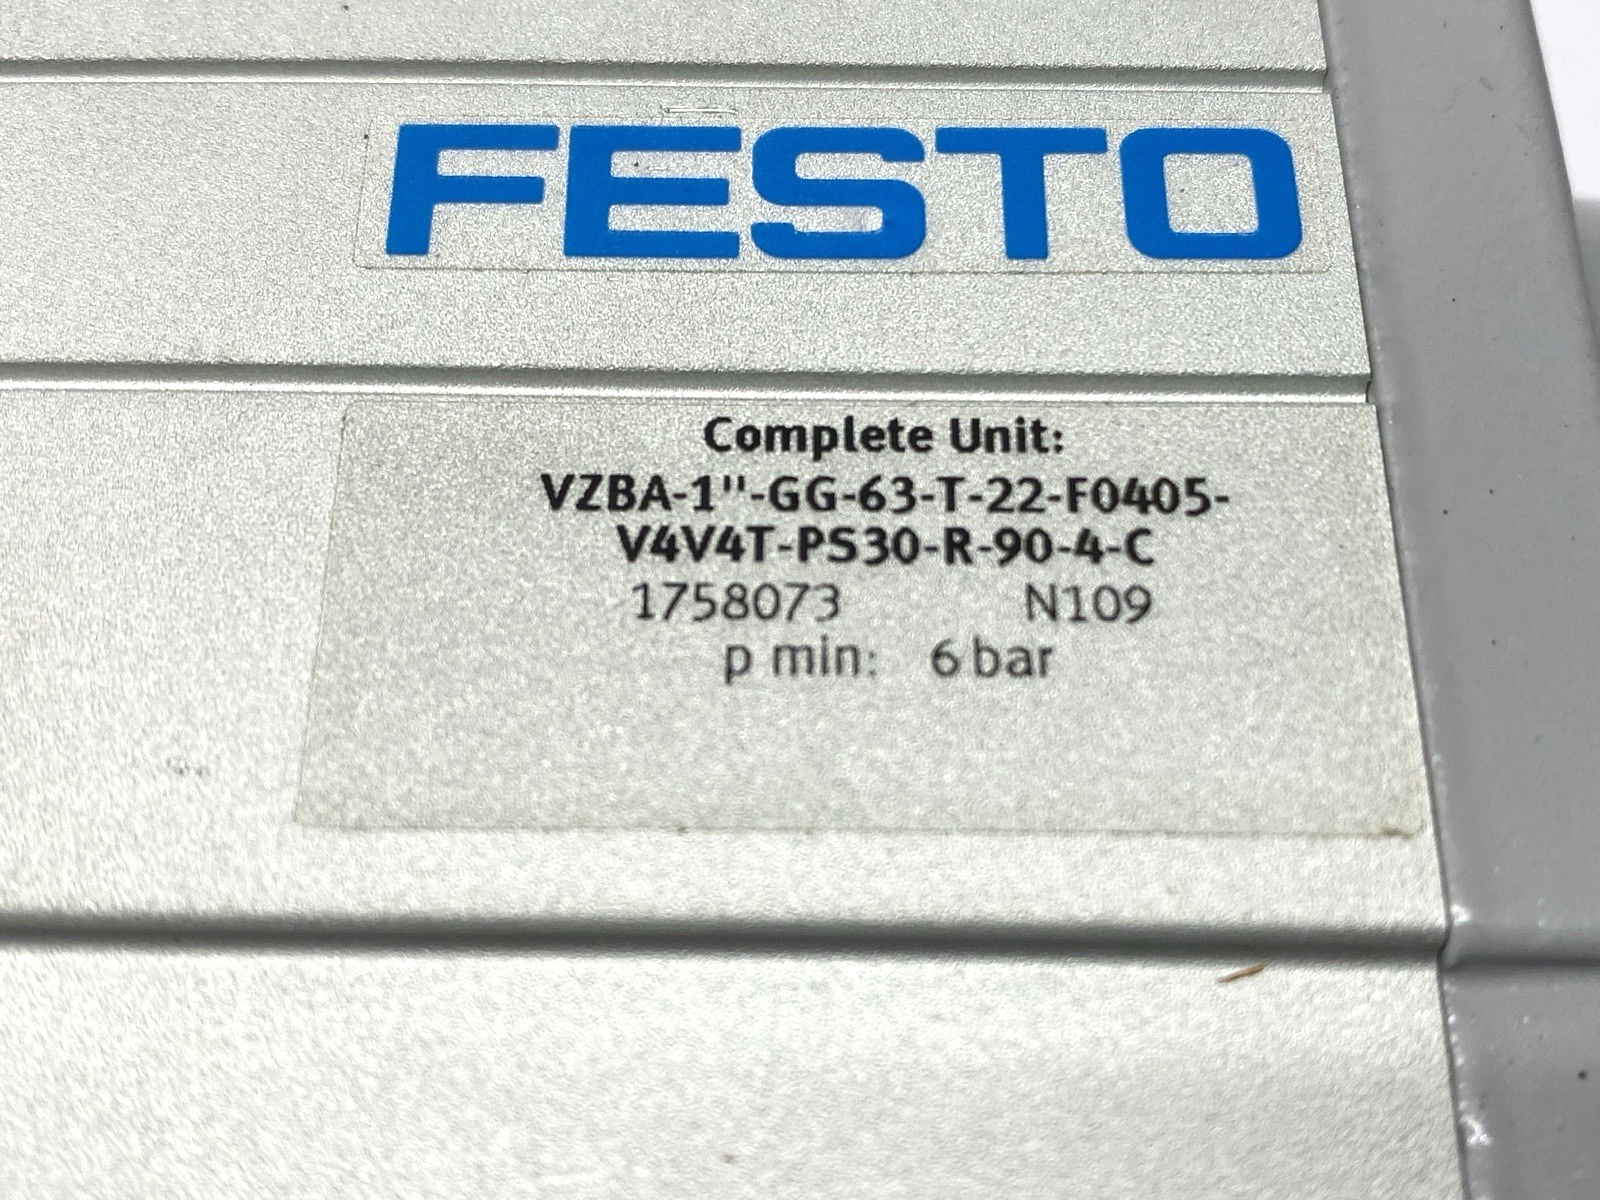 FESTO
Complete Unit:
VZBA-1"-GG-63-T-22-F0405-
V4V4T-PS30-R-90-4-C
1758073 N109
p min: 6 bar